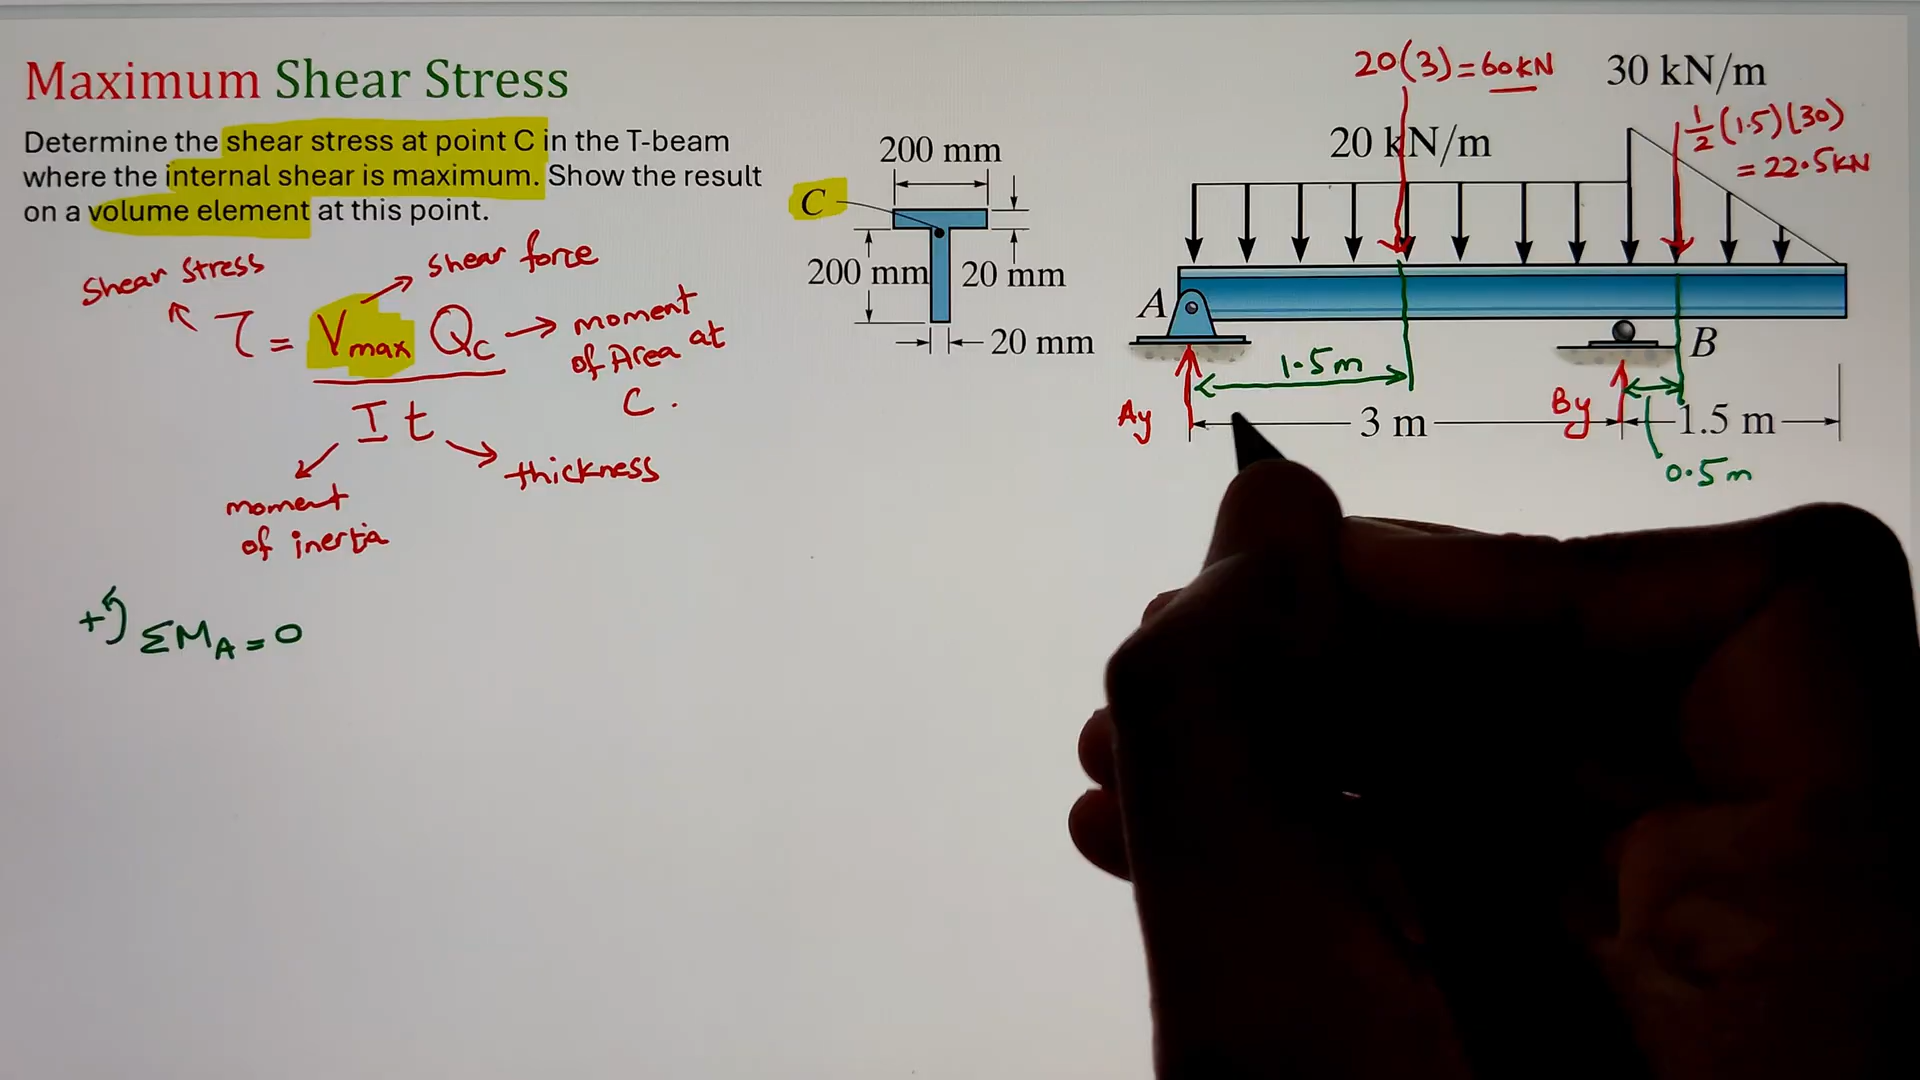 Maximum Shear Stress
Determine the shear stress at point C in the T-beam
where the internal shear is maximum. Show the result
on a volume element at this point.
Shear Stress
shear force
τ = Vmax Qc
I t
moment
of Area at
C.
moment
of inertia
thickness
+ ΣMA = 0
200 mm
C
200 mm
20 mm
20 mm
20(3) = 60kN
30 kN/m
20 kN/m
1/2 (1.5)(30)
= 22.5kN
A
B
1.5m
Ay
3 m
By
1.5 m
0.5m